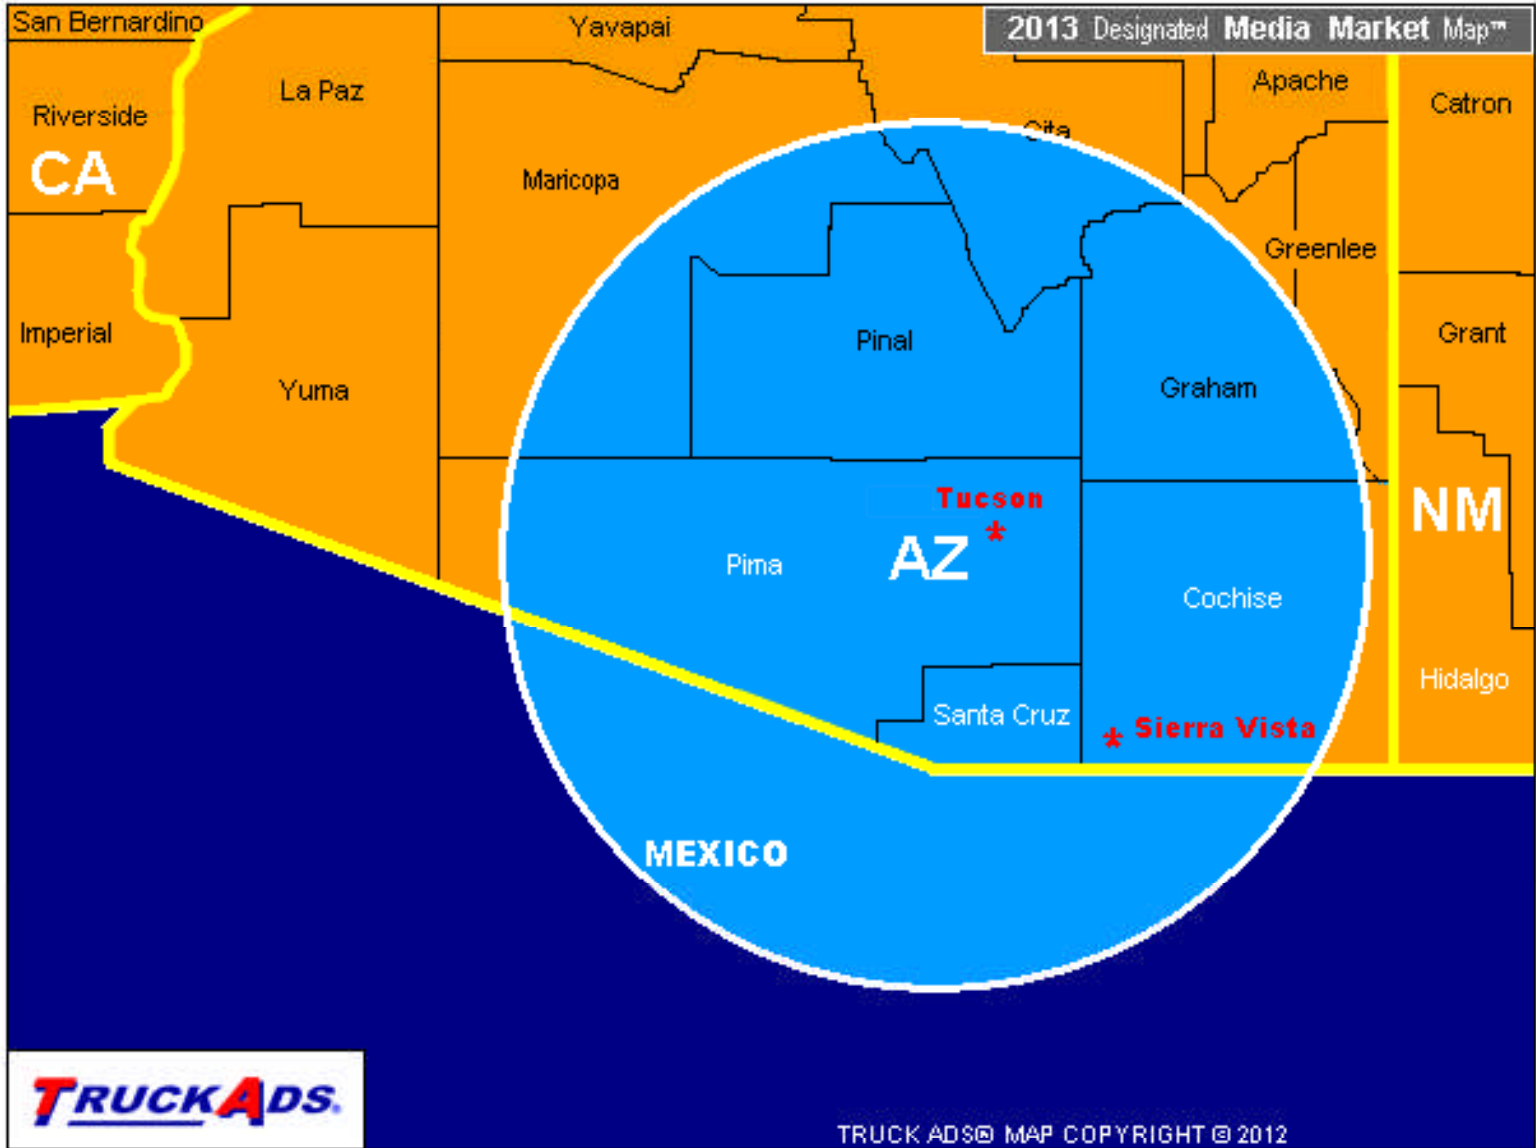 San Bernardino
Yavapai
2013 Designated Media Market Map™
La Paz
Apache
Catron
Riverside
Gila
CA
Maricopa
Greenlee
Imperial
Pinal
Grant
Yuma
Graham
Tucson
*
NM
AZ
Pima
Cochise
Hidalgo
Santa Cruz
* Sierra Vista
MEXICO
TRUCKADS.
TRUCK ADS® MAP COPYRIGHT © 2012